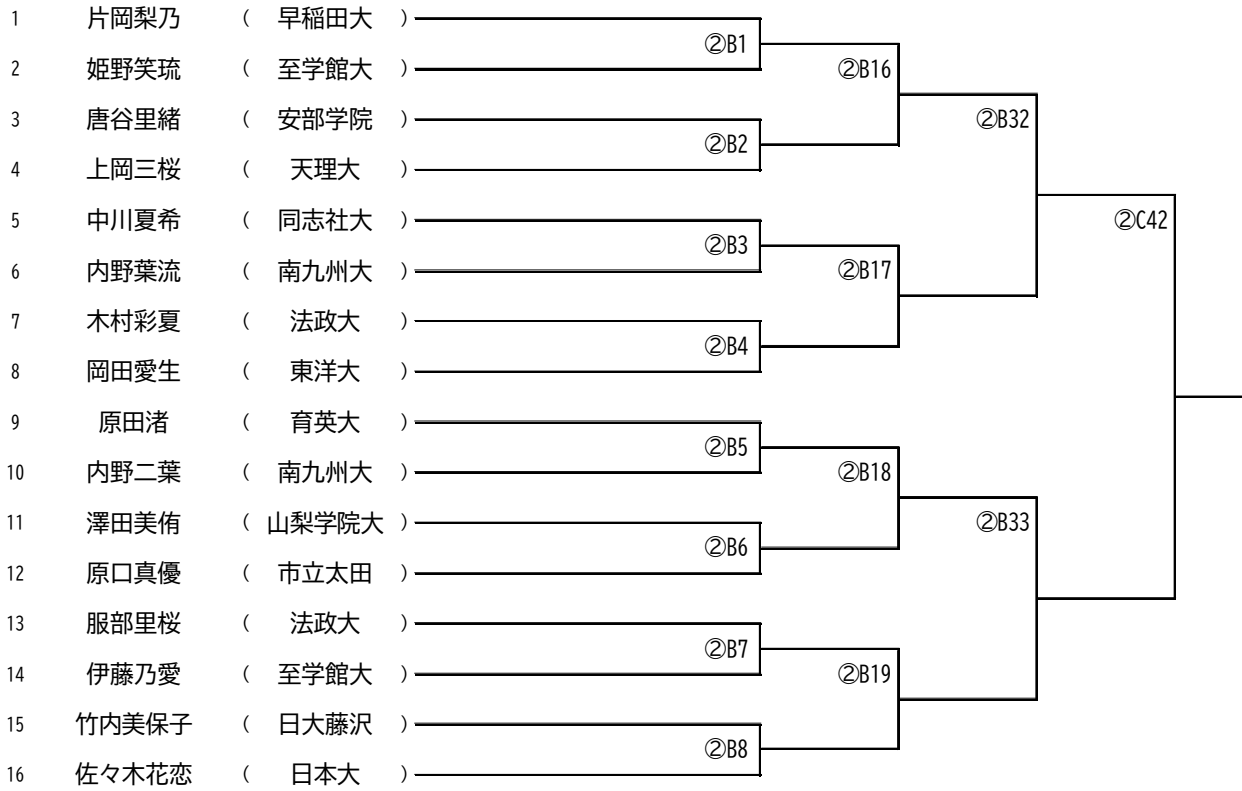 1 片岡梨乃 ( 早稲田大 )
②B1
2 姫野笑琉 ( 至学館大 )
②B16
3 唐谷里緒 ( 安部学院 )
②B32
②B2
4 上岡三桜 ( 天理大 )
5 中川夏希 ( 同志社大 )
②C42
②B3
6 内野葉流 ( 南九州大 )
②B17
7 木村彩夏 ( 法政大 )
②B4
8 岡田愛生 ( 東洋大 )
9 原田渚 ( 育英大 )
②B5
10 内野二葉 ( 南九州大 )
②B18
11 澤田美侑 ( 山梨学院大 )
②B33
②B6
12 原口真優 ( 市立太田 )
13 服部里桜 ( 法政大 )
②B7
14 伊藤乃愛 ( 至学館大 )
②B19
15 竹内美保子 ( 日大藤沢 )
②B8
16 佐々木花恋 ( 日本大 )